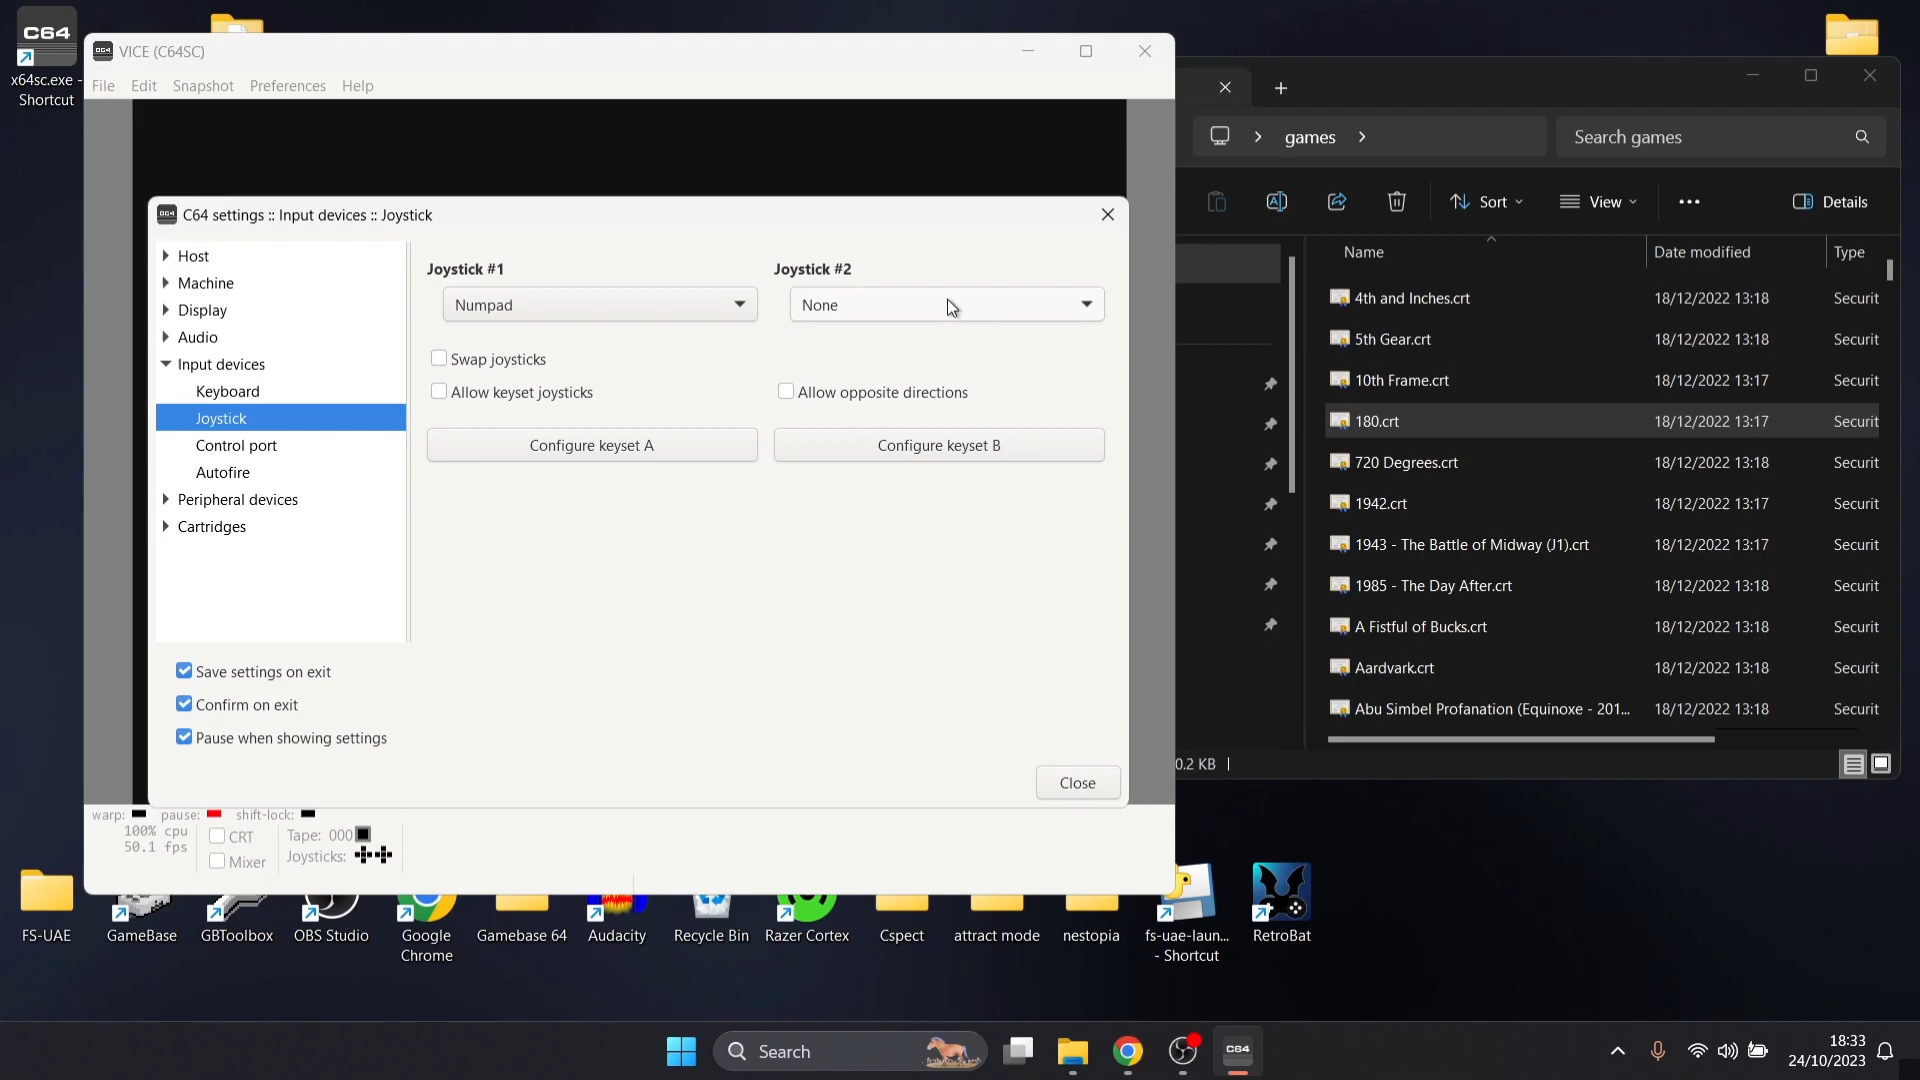 C64
x64sc.exe -
Shortcut
VICE (C64SC)
File Edit Snapshot Preferences Help
C64 settings :: Input devices :: Joystick
Host
Machine
Display
Audio
Input devices
Keyboard
Joystick
Control port
Autofire
Peripheral devices
Cartridges
Joystick #1
Numpad
Joystick #2
None
Swap joysticks
Allow keyset joysticks
Allow opposite directions
Configure keyset A
Configure keyset B
Save settings on exit
Confirm on exit
Pause when showing settings
Close
warp: pause: shift-lock:
100% cpu
50.1 fps
CRT
Mixer
Tape: 000
Joysticks:
games
Search games
Sort View Details
Name Date modified Type
4th and Inches.crt 18/12/2022 13:18 Securit
5th Gear.crt 18/12/2022 13:18 Securit
10th Frame.crt 18/12/2022 13:17 Securit
180.crt 18/12/2022 13:17 Securit
720 Degrees.crt 18/12/2022 13:18 Securit
1942.crt 18/12/2022 13:17 Securit
1943 - The Battle of Midway (J1).crt 18/12/2022 13:17 Securit
1985 - The Day After.crt 18/12/2022 13:18 Securit
A Fistful of Bucks.crt 18/12/2022 13:18 Securit
Aardvark.crt 18/12/2022 13:18 Securit
Abu Simbel Profanation (Equinoxe - 201... 18/12/2022 13:18 Securit
0.2 KB
FS-UAE
GameBase
GBToolbox
OBS Studio
Google
Chrome
Gamebase 64
Audacity
Recycle Bin
Razer Cortex
Cspect
attract mode
nestopia
fs-uae-laun...
- Shortcut
RetroBat
Search
C64
18:33
24/10/2023